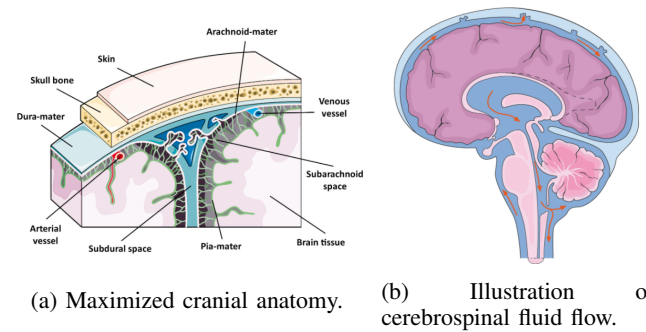 Arachnoid-mater
Skin
Skull bone
Venous
vessel
Dura-mater
Subarachnoid
space
Arterial
vessel
Subdural space
Pia-mater
Brain tissue
(a) Maximized cranial anatomy.
(b) Illustration o
cerebrospinal fluid flow.